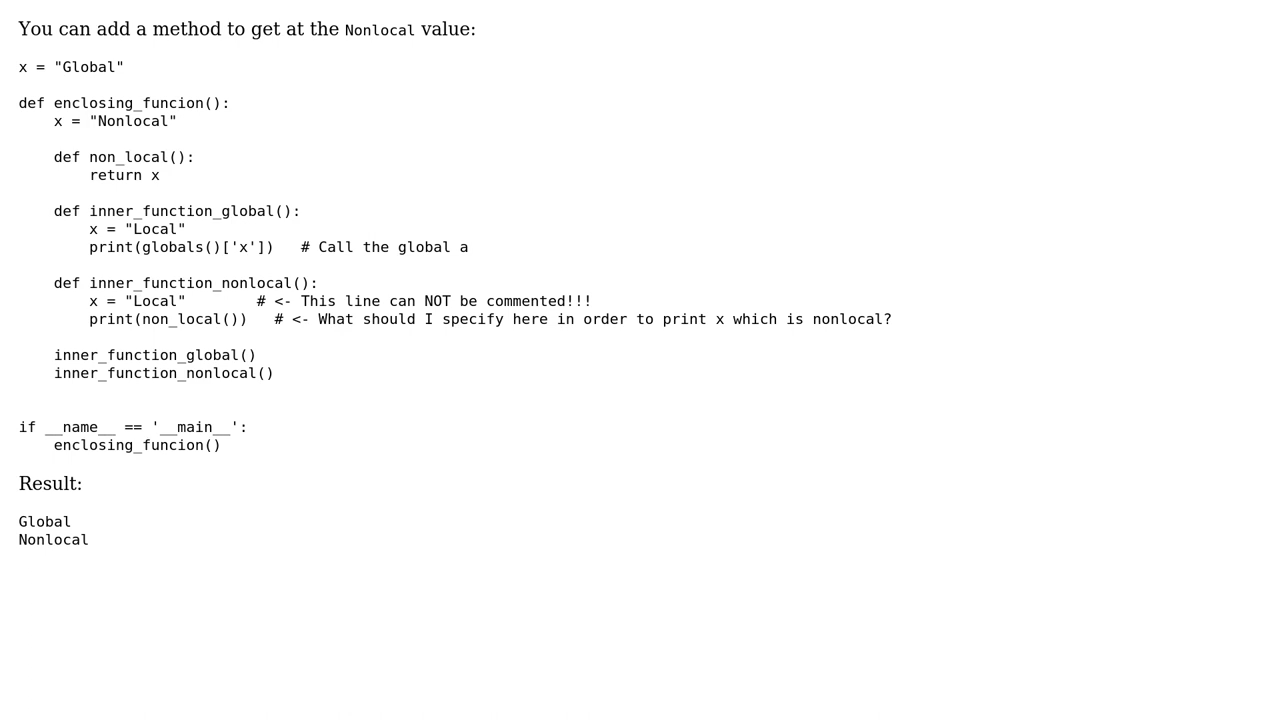 You can add a method to get at the Nonlocal value:
x = "Global"
def enclosing_funcion():
    x = "Nonlocal"
    def non_local():
        return x
    def inner_function_global():
        x = "Local"
        print(globals()['x'])   # Call the global a
    def inner_function_nonlocal():
        x = "Local"        # <- This line can NOT be commented!!!
        print(non_local())   # <- What should I specify here in order to print x which is nonlocal?
    inner_function_global()
    inner_function_nonlocal()
if __name__ == '__main__':
    enclosing_funcion()
Result:
Global
Nonlocal